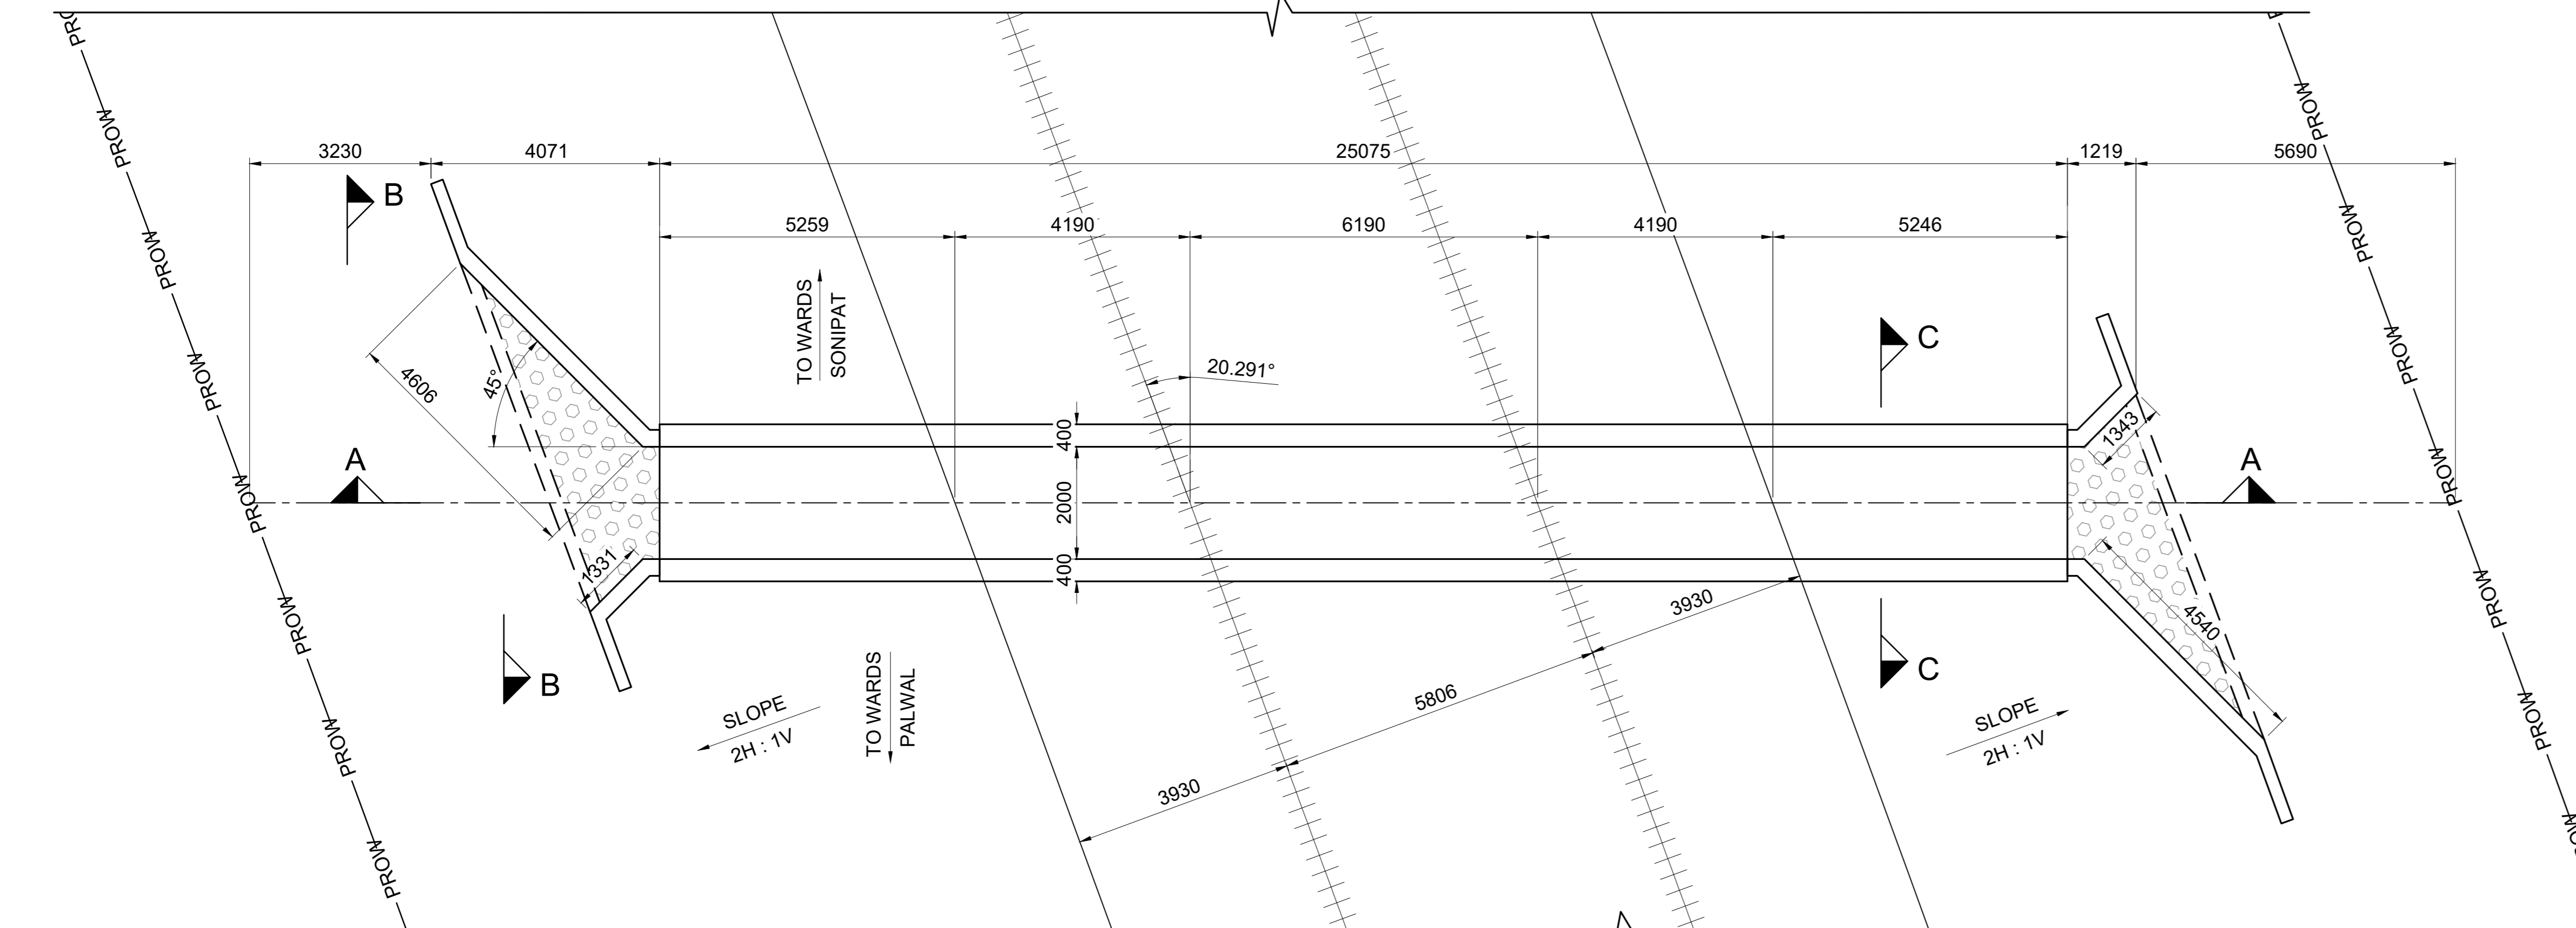 PROW PROW PROW PROW PROW PROW PROW PROW
PROW PROW PROW PROW PROW PROW
3230
4071
25075
1219
5690
B
5259
4190
6190
4190
5246
TO WARDS
SONIPAT
C
20.291°
4606
45°
400
2000
400
1343
A
A
1331
4540
3930
3930
5806
3930
B
C
SLOPE
2H : 1V
TO WARDS
PALWAL
SLOPE
2H : 1V